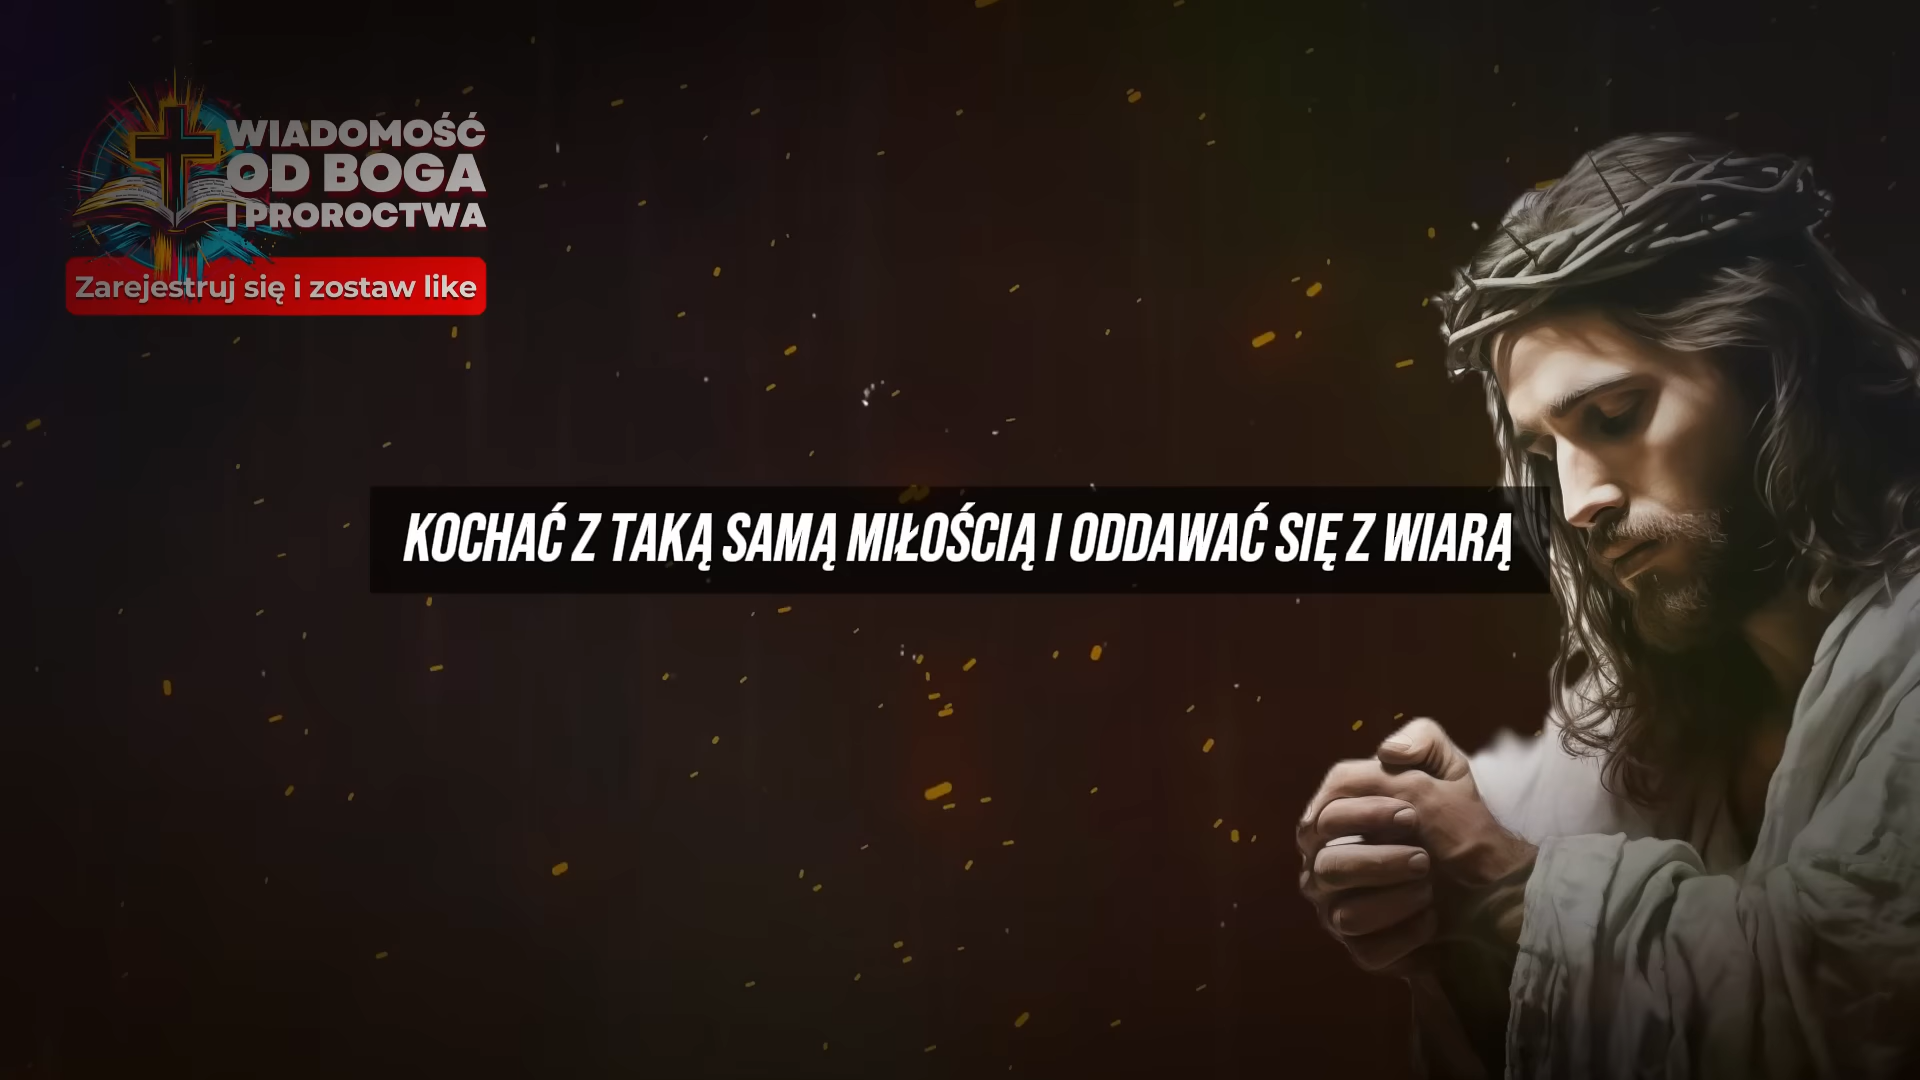 WIADOMOŚĆ
OD BOGA
I PROROCTWA
Zarejestruj się i zostaw like
KOCHAĆ Z TAKĄ SAMĄ MIŁOŚCIĄ I ODDAWAĆ SIĘ Z WIARĄ